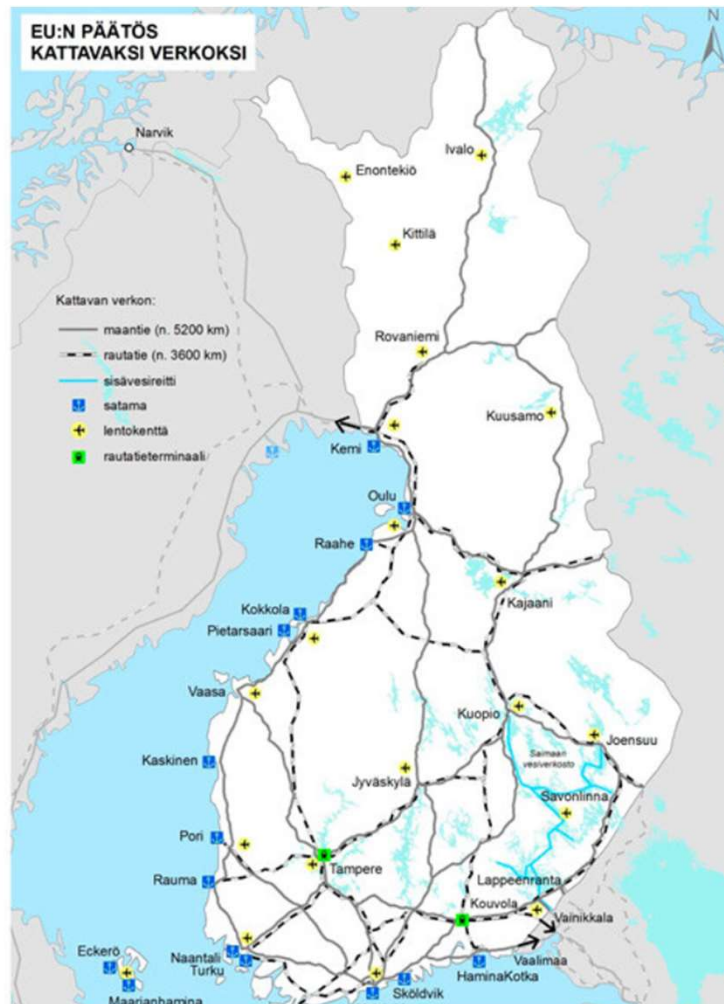 EU:N PÄÄTÖS
KATTAVAKSI VERKOKSI
N
Narvik
Ivalo
Enontekiö
Kittilä
Kattavan verkon:
maantie (n. 5200 km)
rautatie (n. 3600 km)
sisävesireitti
satama
lentokenttä
rautatieterminaali
Rovaniemi
Kuusamo
Kemi
Oulu
Raahe
Kajaani
Kokkola
Pietarsaari
Vaasa
Kuopio
Joensuu
Saimaan
vesiverkosto
Kaskinen
Jyväskylä
Savonlinna
Pori
Tampere
Rauma
Lappeenranta
Kouvola
Vainikkala
Naantali
Turku
Vaalimaa
HaminaKotka
Eckerö
Sköldvik
Maarianhamina